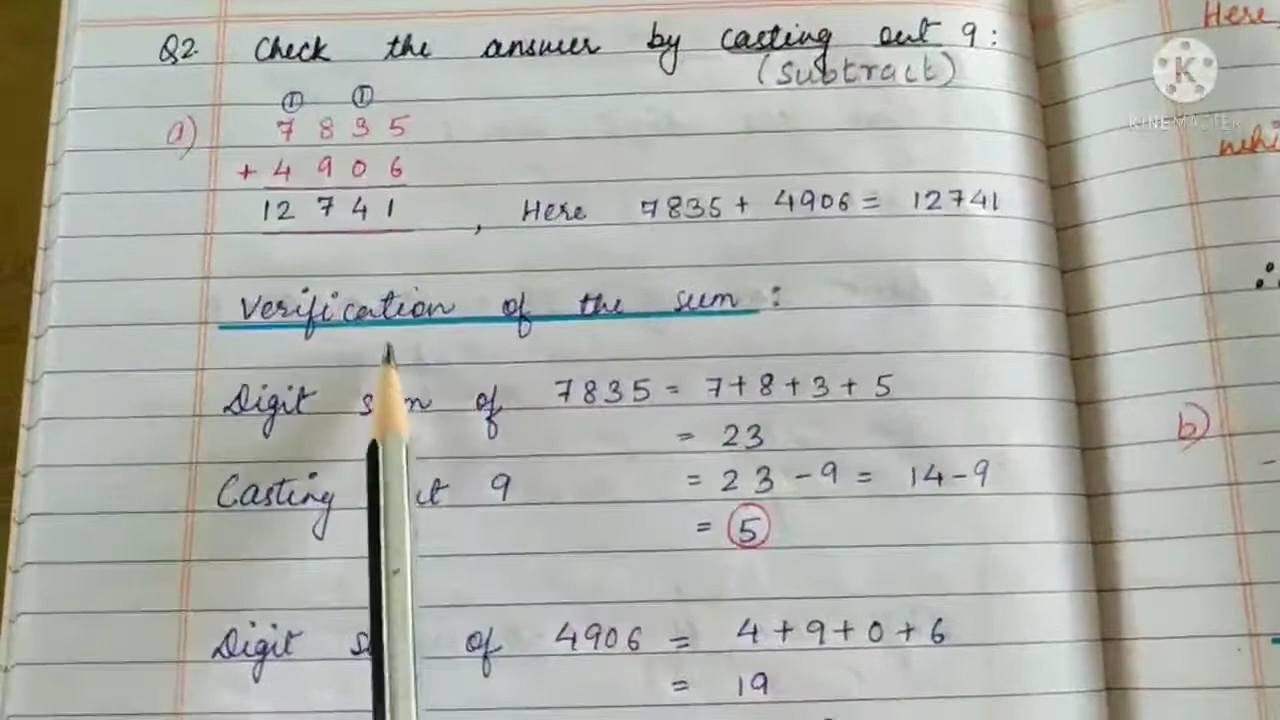 Q2 Check the answer by casting out 9:
(Subtract)
① ①
a) 7 8 3 5
+ 4 9 0 6
12 7 4 1 , Here 7835 + 4906 = 12741
Verification of the sum :
Digit of 7835 = 7 + 8 + 3 + 5
= 23
Casting 9 = 23 - 9 = 14 - 9
= 5
Digit of 4906 = 4 + 9 + 0 + 6
= 19
Here
K
KINEMASTER
b)